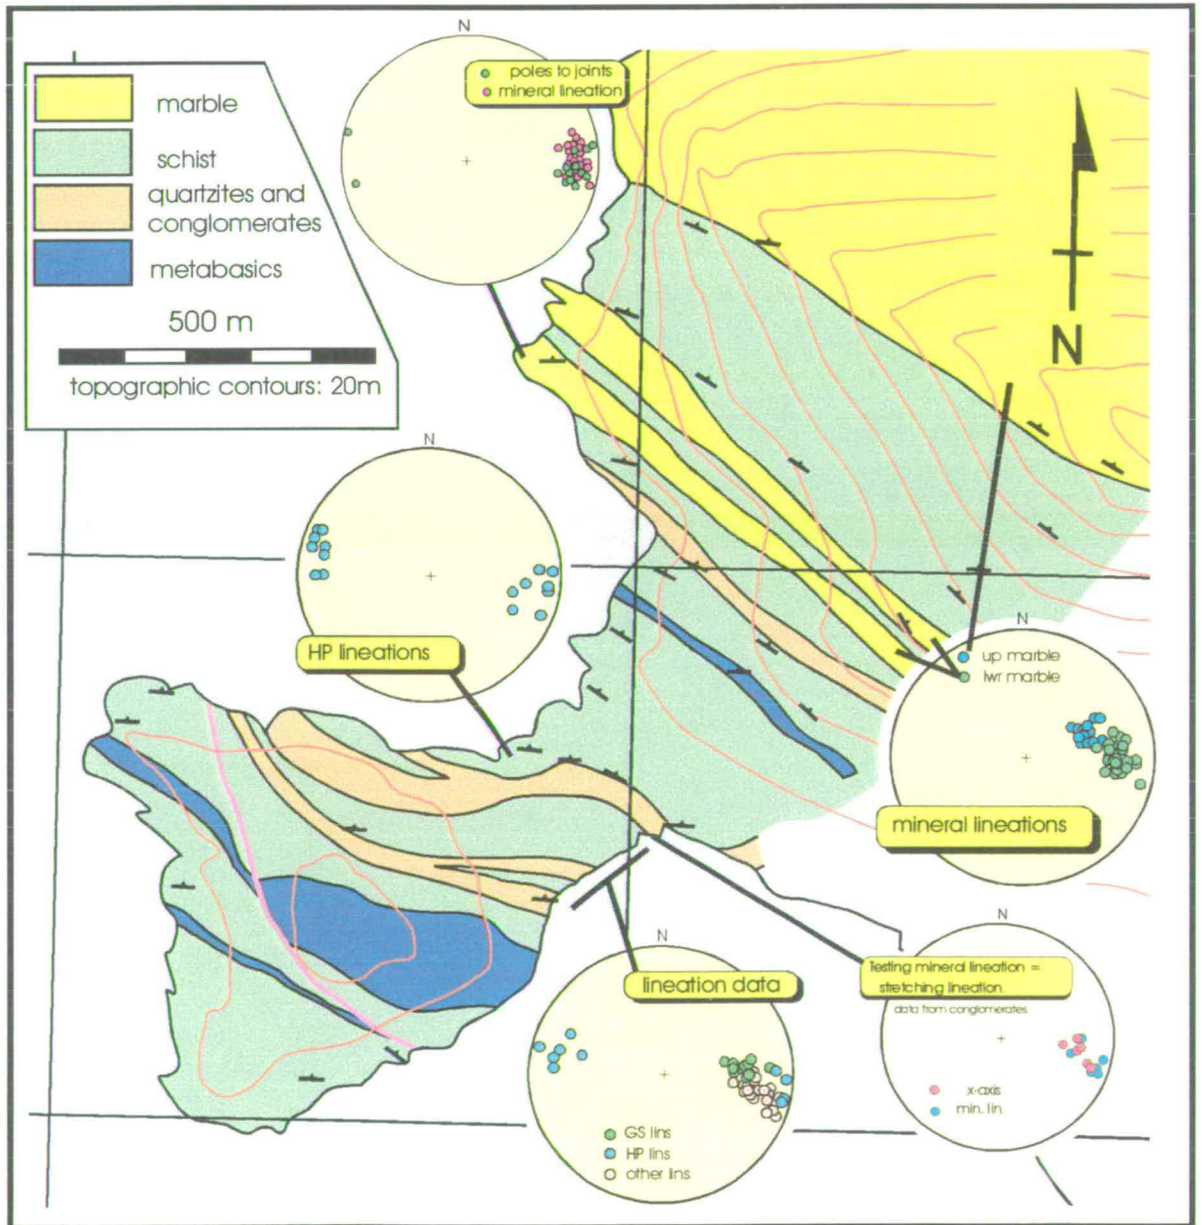 N
poles to joints
mineral lineation
marble
schist
quartzites and
conglomerates
metabasics
500 m
topographic contours: 20m
N
N
HP lineations
N
up marble
lwr marble
mineral lineations
N
lineation data
GS lins
HP lins
other lins
N
Testing mineral lineation =
stretching lineation
data from conglomerates
x-axis
min. lin.